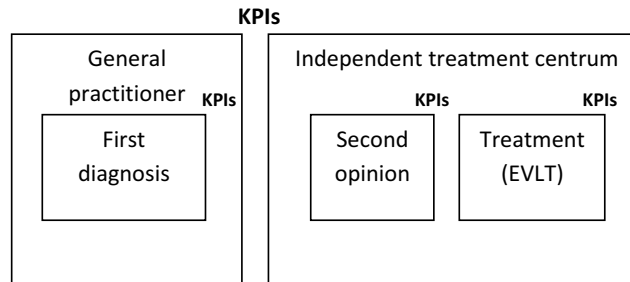 KPIs
General
practitioner
KPIs
First
diagnosis
Independent treatment centrum
KPIs
KPIs
Second
opinion
Treatment
(EVLT)